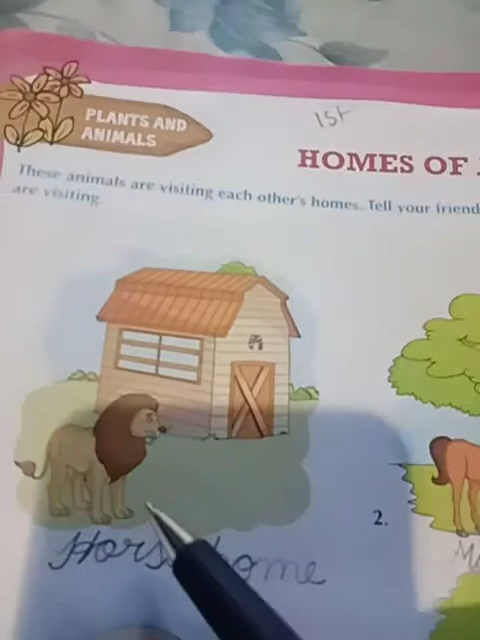 1st
PLANTS AND
ANIMALS
HOMES OF
These animals are visiting each other's homes. Tell your friend
are visiting.
2.
home